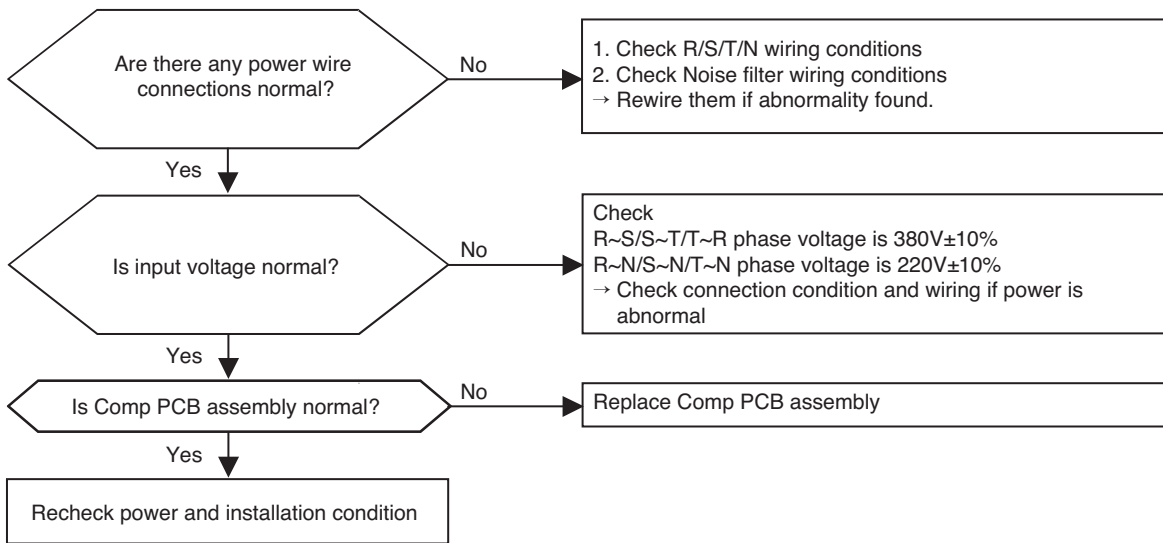 Are there any power wire
connections normal?
No
1. Check R/S/T/N wiring conditions
2. Check Noise filter wiring conditions
→ Rewire them if abnormality found.
Yes
Is input voltage normal?
No
Check
R~S/S~T/T~R phase voltage is 380V±10%
R~N/S~N/T~N phase voltage is 220V±10%
→ Check connection condition and wiring if power is
abnormal
Yes
Is Comp PCB assembly normal?
No
Replace Comp PCB assembly
Yes
Recheck power and installation condition